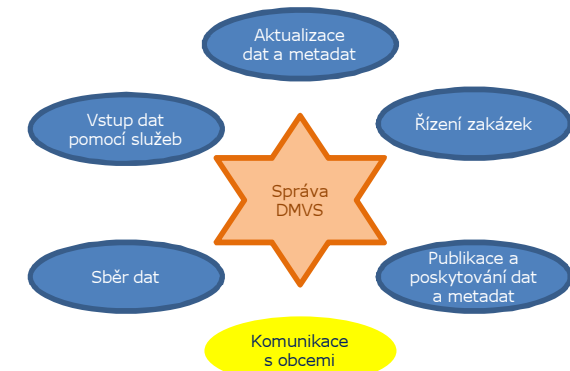 Aktualizace
dat a metadat
Vstup dat
pomocí služeb
Řízení zakázek
Správa
DMVS
Sběr dat
Publikace a
poskytování dat
a metadat
Komunikace
s obcemi